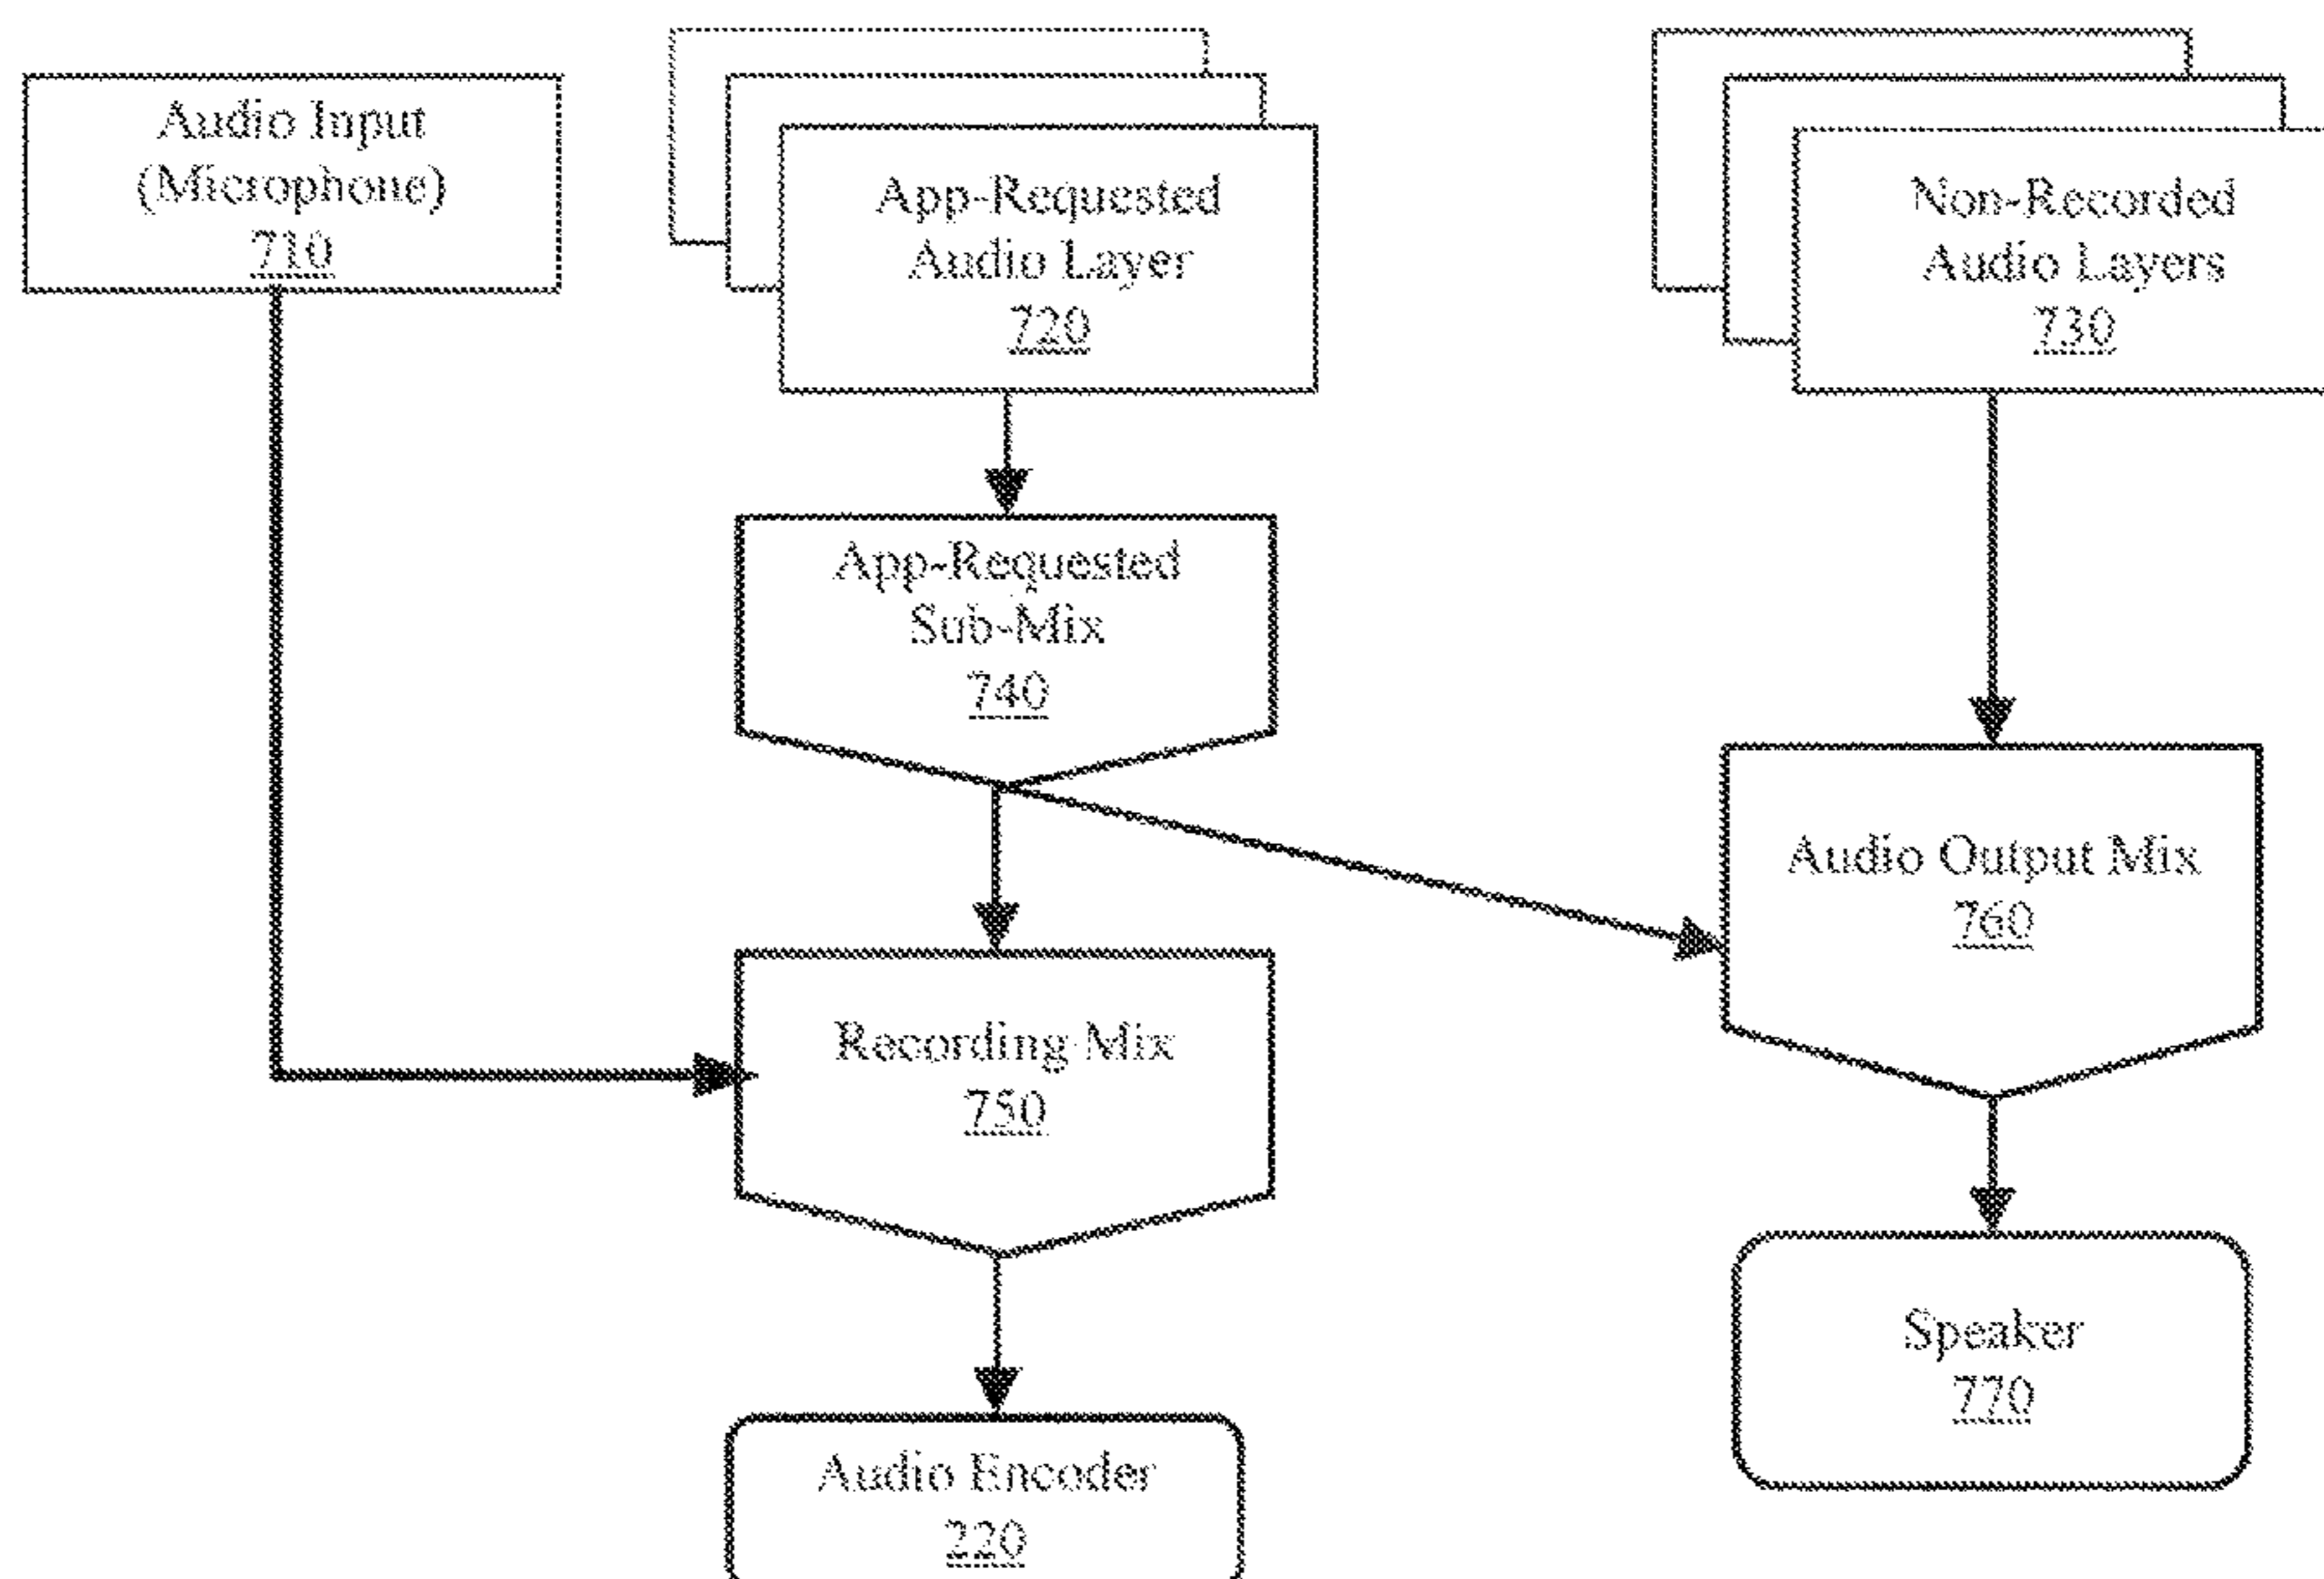 Audio Input
(Microphone)
710
App-Requested
Audio Layer
720
Non-Recorded
Audio Layers
730
App-Requested
Sub-Mix
740
Audio Output Mix
760
Recording Mix
750
Speaker
770
Audio Encoder
220